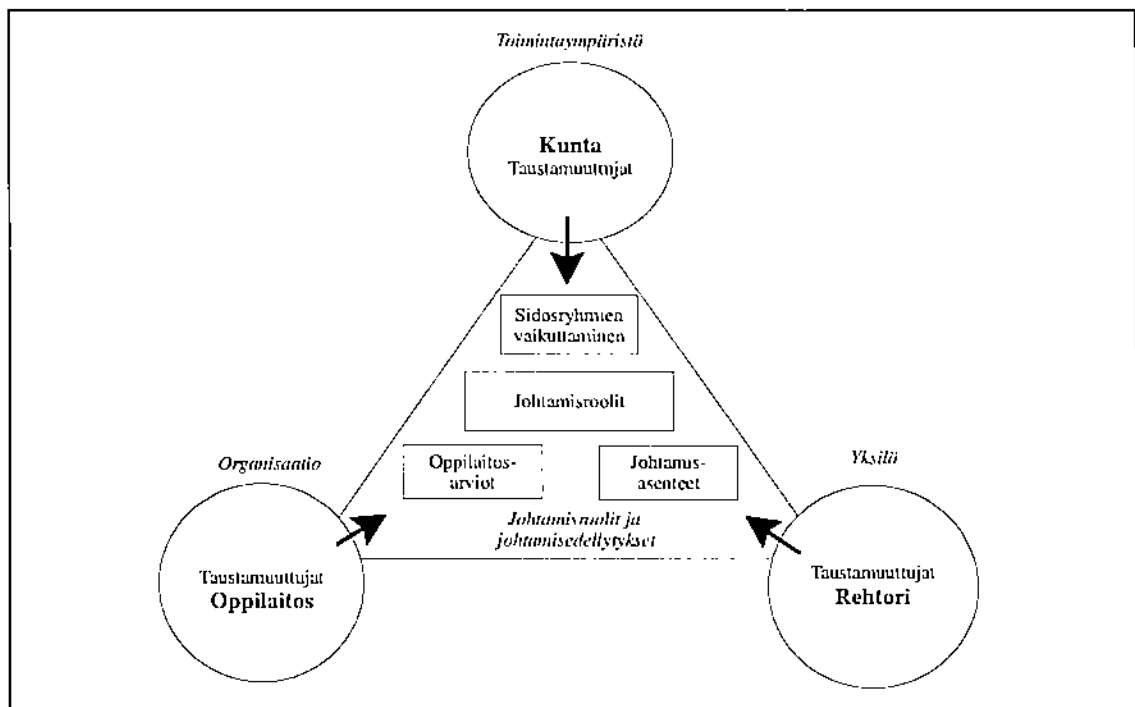 Toimintaympäristö
Kunta
Taustamuuttujat
Sidosryhmien
vaikuttaminen
Johtamisroolit
Organisaatio
Oppilaitos-
arviot
Johtamis-
asenteet
Yksilö
Johtamisroolit ja
johtamisedellytykset
Taustamuuttujat
Oppilaitos
Taustamuuttujat
Rehtori